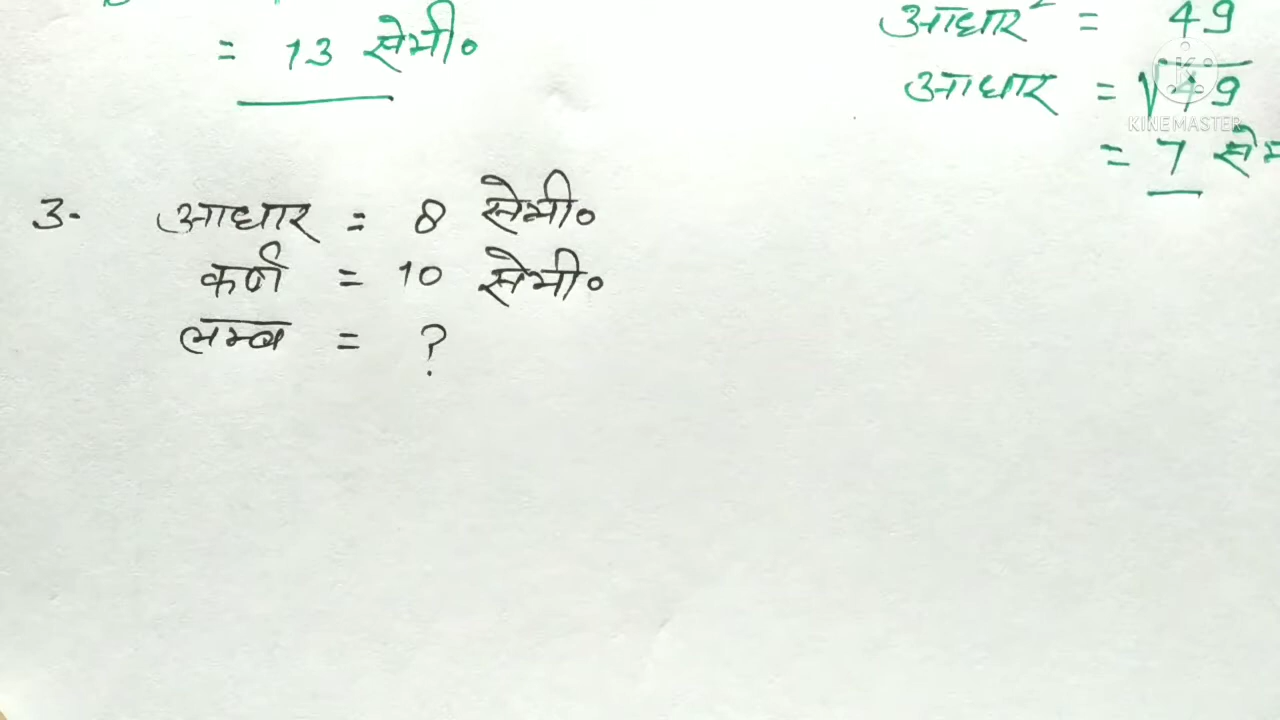 = 13 सेमी०
आधार² = 49
आधार = √49
= 7
KINEMASTER
3- आधार = 8 सेमी०
कर्ण = 10 सेमी०
लम्ब = ?